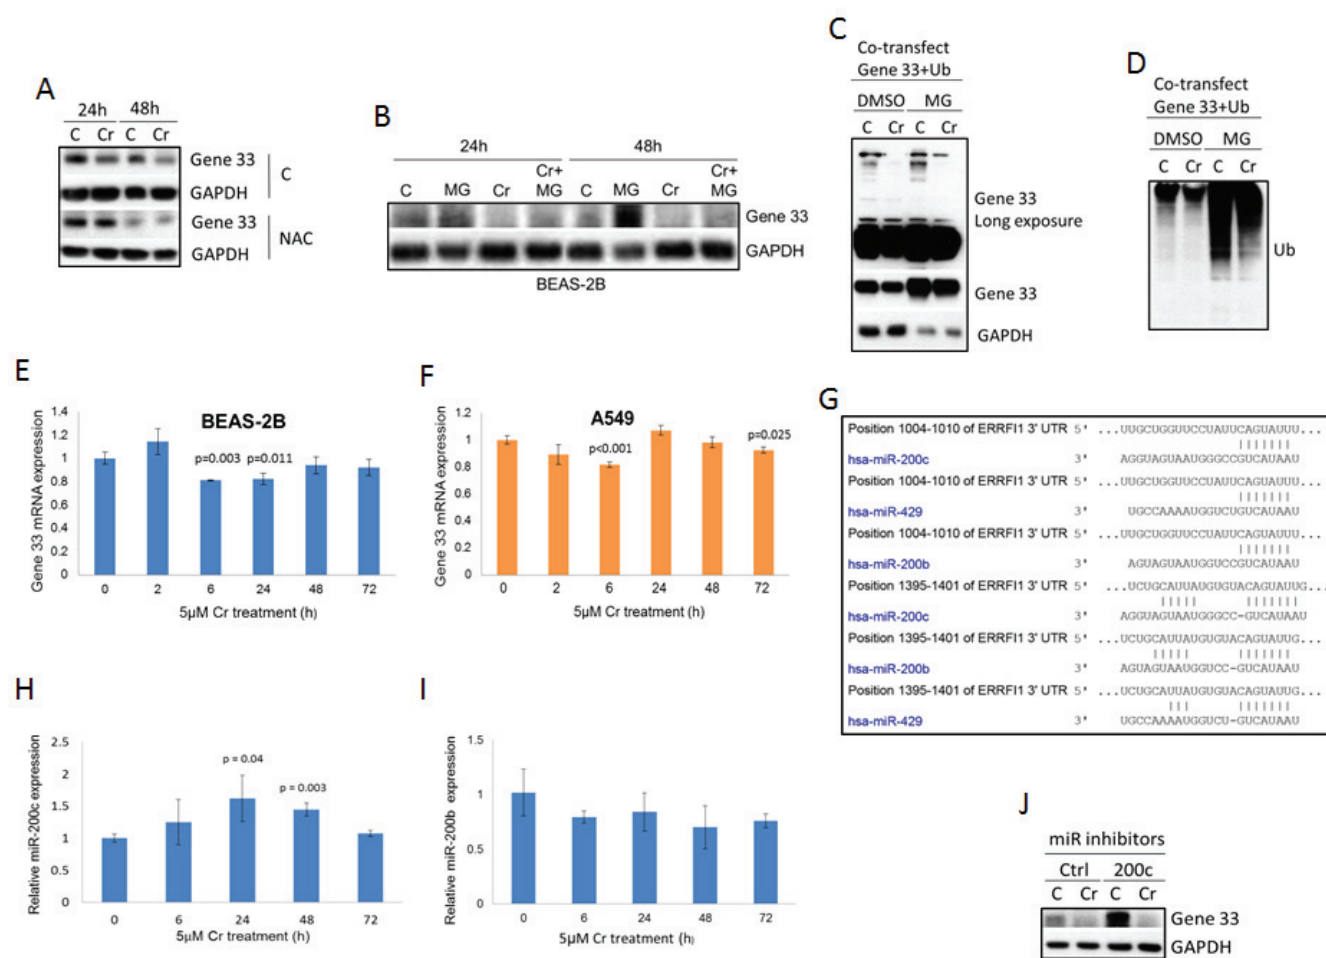 A
24h 48h
C Cr C Cr
Gene 33
GAPDH
C
Gene 33
GAPDH
NAC
B
24h 48h
C MG Cr Cr+ MG C MG Cr Cr+ MG
Gene 33
GAPDH
BEAS-2B
C
Co-transfect
Gene 33+Ub
DMSO MG
C Cr C Cr
Gene 33
Long exposure
Gene 33
GAPDH
D
Co-transfect
Gene 33+Ub
DMSO MG
C Cr C Cr
Ub
E
BEAS-2B
Gene 33 mRNA expression
1.4
1.2
1
0.8
0.6
0.4
0.2
0
p=0.003 p=0.011
0 2 6 24 48 72
5µM Cr treatment (h)
F
A549
Gene 33 mRNA expression
1.2
1
0.8
0.6
0.4
0.2
0
p<0.001
p=0.025
0 2 6 24 48 72
5µM Cr treatment (h)
G
Position 1004-1010 of ERRFI1 3' UTR 5' ...UUGCUGGUUCCUAUUCAGUAUUU...
hsa-miR-200c 3' AGGUAGUAAUGGGCCGUCAUAAU
Position 1004-1010 of ERRFI1 3' UTR 5' ...UUGCUGGUUCCUAUUCAGUAUUU...
hsa-miR-429 3' UGCCAAAAUGGUCUGUCAUAAU
Position 1004-1010 of ERRFI1 3' UTR 5' ...UUGCUGGUUCCUAUUCAGUAUUU...
hsa-miR-200b 3' AGUAGUAAUGGUCCGUCAUAAU
Position 1395-1401 of ERRFI1 3' UTR 5' ...UCUGCAUUAUGUGUACAGUAUUG...
hsa-miR-200c 3' AGGUAGUAAUGGGCC-GUCAUAAU
Position 1395-1401 of ERRFI1 3' UTR 5' ...UCUGCAUUAUGUGUACAGUAUUG...
hsa-miR-200b 3' AGUAGUAAUGGUCC-GUCAUAAU
Position 1395-1401 of ERRFI1 3' UTR 5' ...UCUGCAUUAUGUGUACAGUAUUG...
hsa-miR-429 3' UGCCAAAAUGGUCU-GUCAUAAU
H
Relative miR-200c expression
2.5
2
1.5
1
0.5
0
p = 0.04
p = 0.003
0 6 24 48 72
5µM Cr treatment (h)
I
Relative miR-200b expression
1.5
1
0.5
0
0 6 24 48 72
5µM Cr treatment (h)
J
miR inhibitors
Ctrl 200c
C Cr C Cr
Gene 33
GAPDH